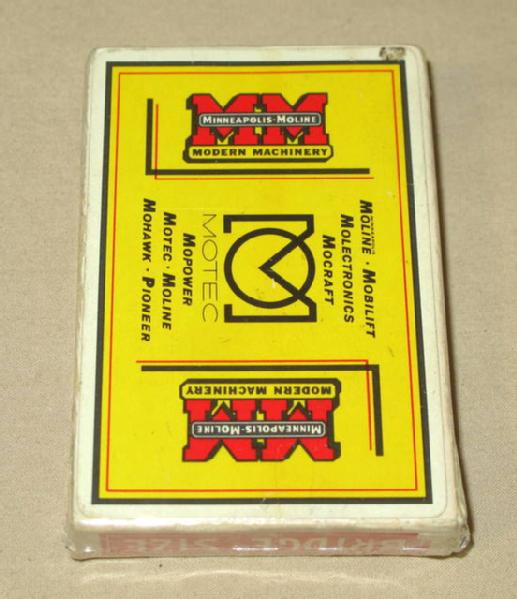 MM
MINNEAPOLIS-MOLINE
MODERN MACHINERY
MOLINE · MOBILIFT
MOLECTRONICS
MOCRAFT
MOTEC
MOPOWER
MOTEC · MOLINE
MOHAWK · PIONEER
MODERN MACHINERY
MM
MINNEAPOLIS-MOLINE
BRIDGE SIZE